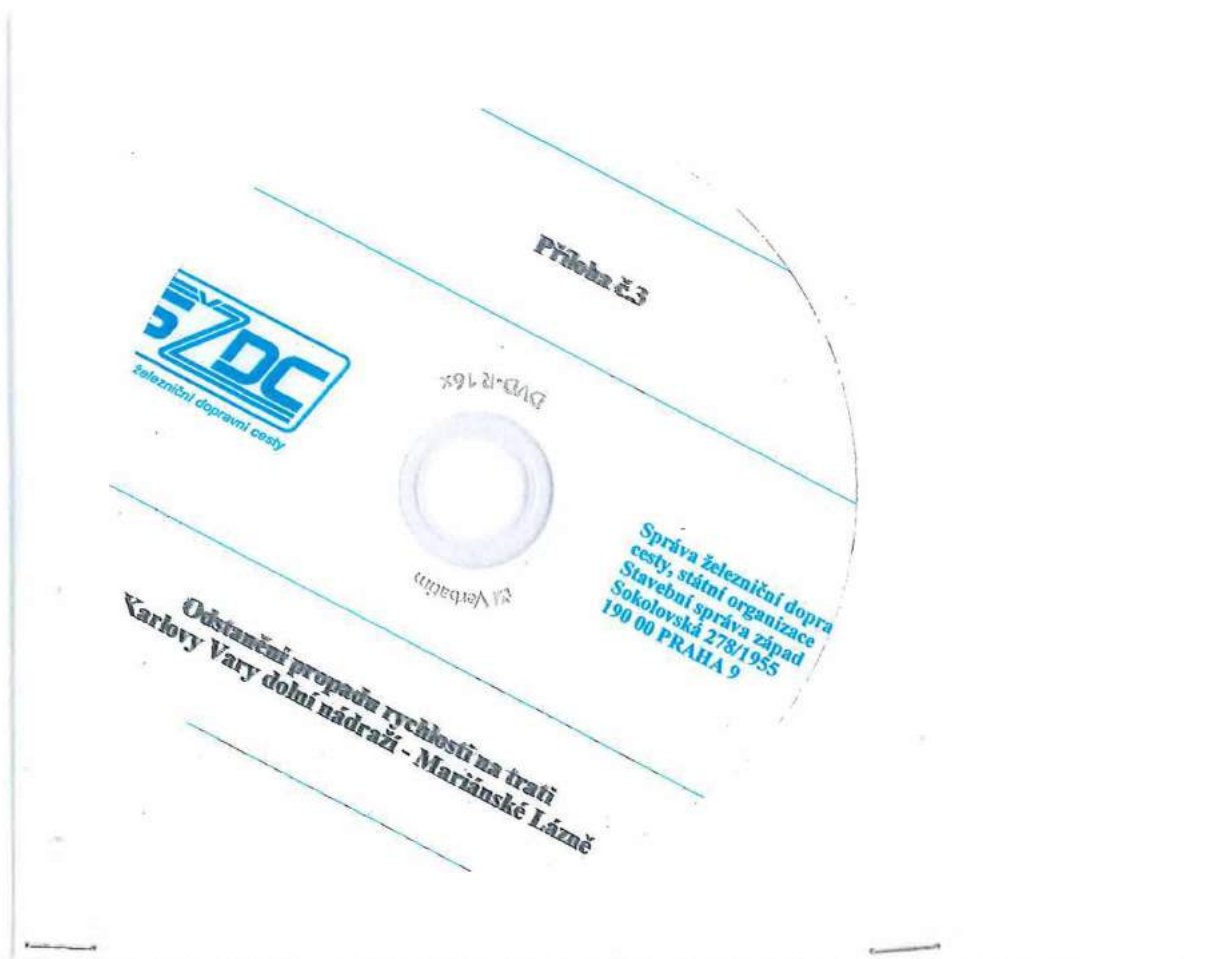 Příloha č.3
SŽDC
železniční dopravní cesty
DVD-R 16x
Verbatim
Správa železniční dopra
cesty, státní organizace
Stavební správa západ
Sokolovská 278/1955
190 00 PRAHA 9
Odstanění propadu rychlosti na trati
Karlovy Vary dolní nádraží - Mariánské Lázně